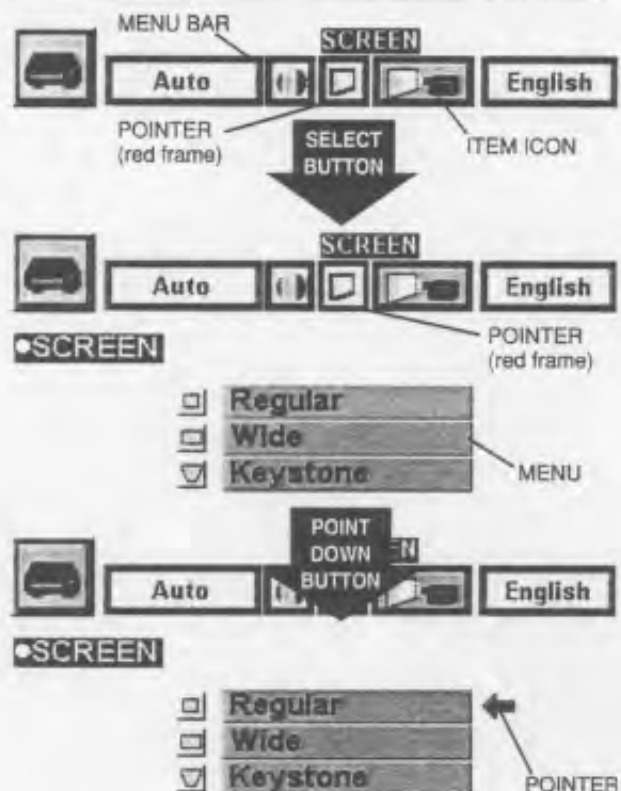 MENU BAR
SCREEN
Auto
English
POINTER
(red frame)
SELECT
BUTTON
ITEM ICON
SCREEN
Auto
English
POINTER
(red frame)
•SCREEN
Regular
Wide
Keystone
MENU
POINT
DOWN
BUTTON
EN
Auto
English
•SCREEN
Regular
Wide
Keystone
POINTER